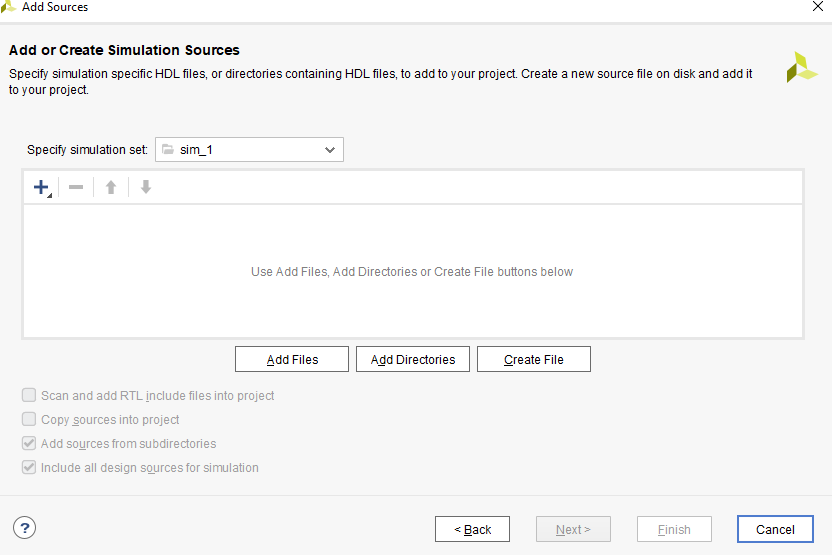 Add Sources
Add or Create Simulation Sources
Specify simulation specific HDL files, or directories containing HDL files, to add to your project. Create a new source file on disk and add it
to your project.
Specify simulation set: sim_1
Use Add Files, Add Directories or Create File buttons below
Add Files Add Directories Create File
Scan and add RTL include files into project
Copy sources into project
Add sources from subdirectories
Include all design sources for simulation
? < Back Next > Finish Cancel